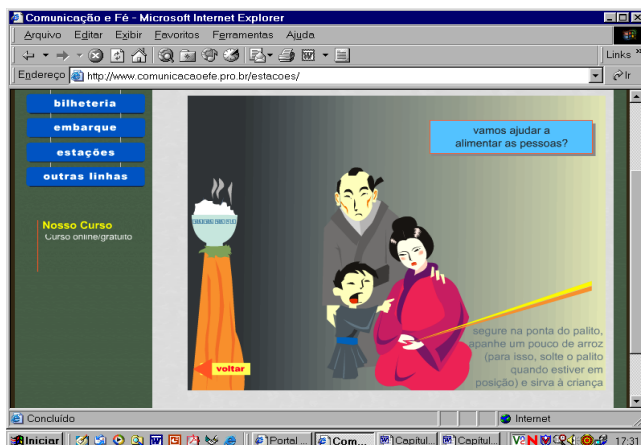 Comunicação e Fé - Microsoft Internet Explorer
Arquivo Editar Exibir Favoritos Ferramentas Ajuda
Links
Endereço http://www.comunicacaoefe.pro.br/estacoes/ Ir
bilheteria
embarque
estações
outras linhas
Nosso Curso
Curso online/gratuito
vamos ajudar a
alimentar as pessoas?
segure na ponta do palito,
apanhe um pouco de arroz
(para isso, solte o palito
quando estiver em
posição) e sirva à criança
voltar
Concluído Internet
Iniciar Portal ... Com... Capítul... Capítul... 17:31